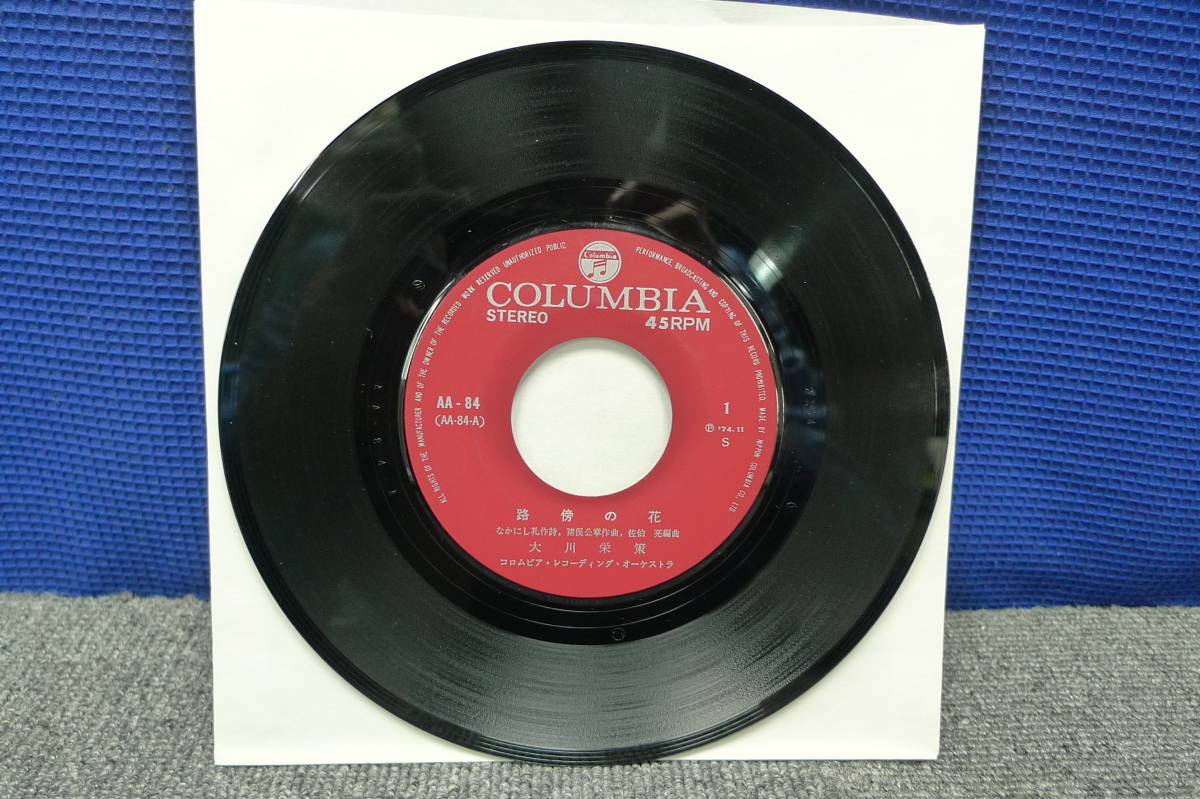 Columbia
COLUMBIA
STEREO 45RPM
AA-84 1
(AA-84-A) Ⓟ '74.11
S
路傍の花
なかにし礼作詩, 猪俣公章作曲, 佐伯 亮編曲
大川栄策
コロムビア・レコーディング・オーケストラ
ALL RIGHTS OF THE MANUFACTURER AND OF THE OWNER OF THE RECORDED WORK RESERVED UNAUTHORIZED PUBLIC PERFORMANCE, BROADCASTING AND COPYING OF THIS RECORD PROHIBITED. MADE BY NIPPON COLUMBIA CO., LTD.